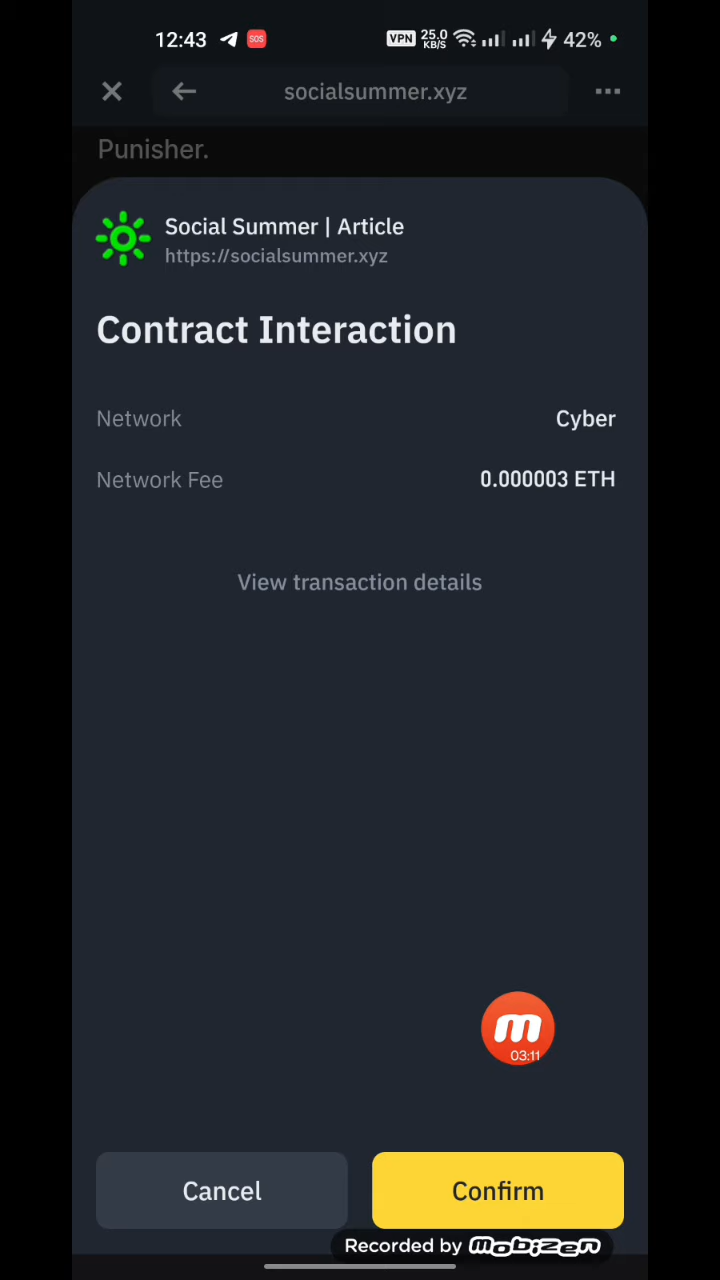 12:43 SOS VPN 25.0 KB/S 42%
socialsummer.xyz
Punisher.
Social Summer | Article
https://socialsummer.xyz
Contract Interaction
Network Cyber
Network Fee 0.000003 ETH
View transaction details
m
03:11
Cancel Confirm
Recorded by mobizen